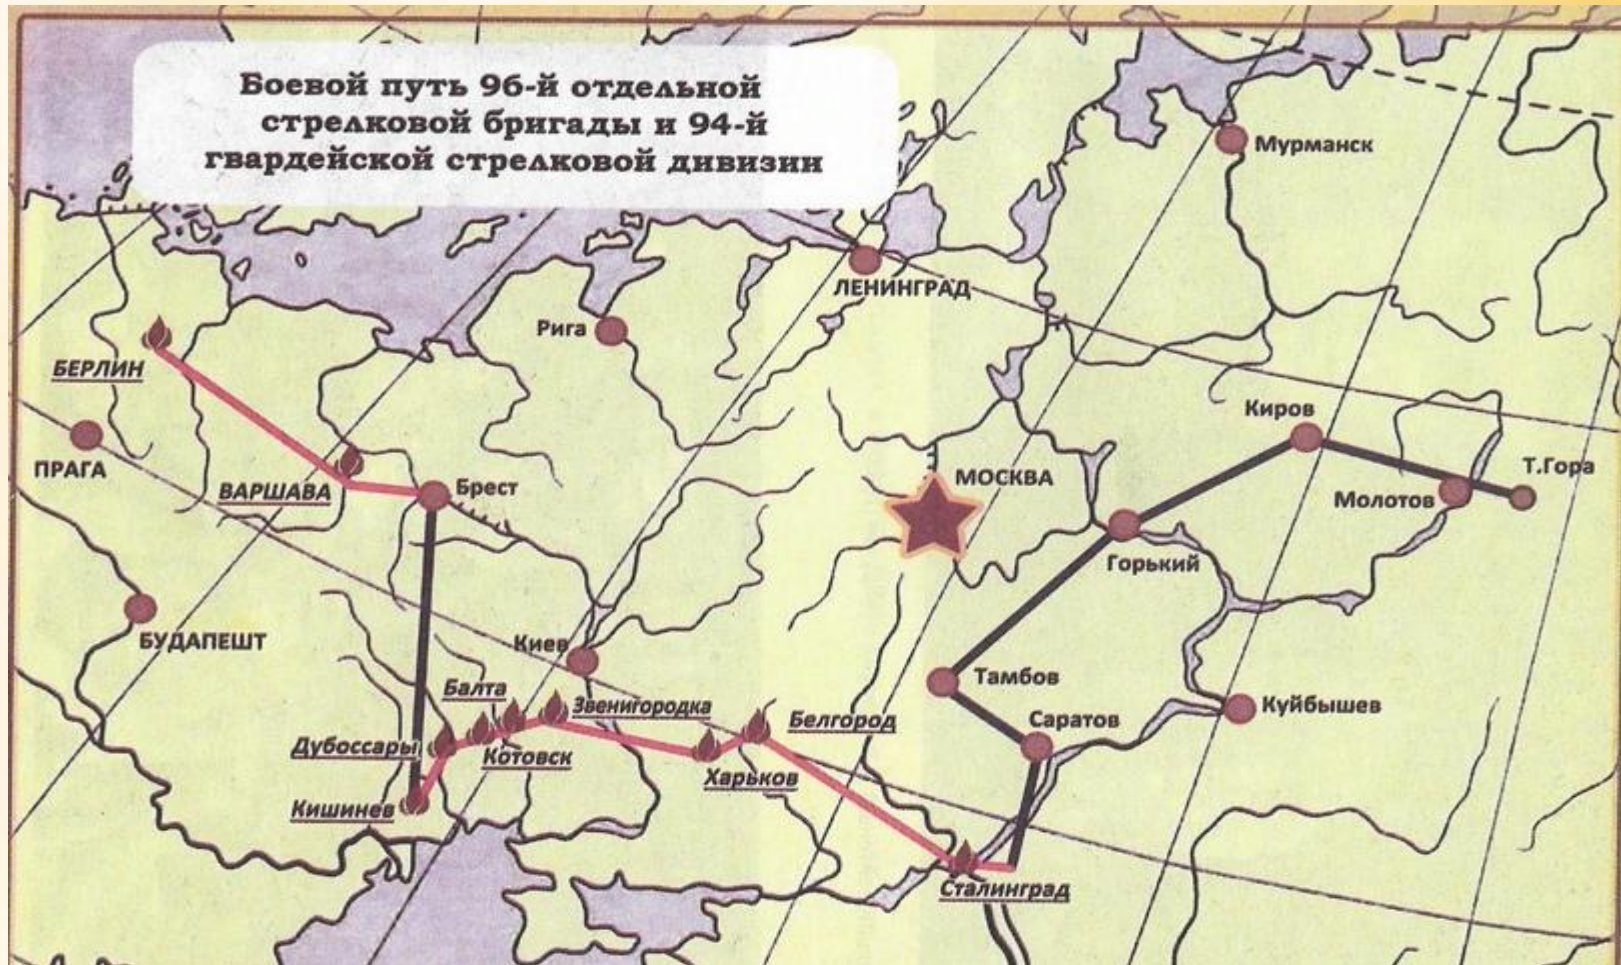 Боевой путь 96-й отдельной
стрелковой бригады и 94-й
гвардейской стрелковой дивизии
Мурманск
ЛЕНИНГРАД
Рига
БЕРЛИН
Киров
ПРАГА
ВАРШАВА
Брест
МОСКВА
Т.Гора
Молотов
Горький
БУДАПЕШТ
Киев
Тамбов
Балта
Звенигородка
Белгород
Саратов
Куйбышев
Дубоссары
Котовск
Харьков
Кишинев
Сталинград